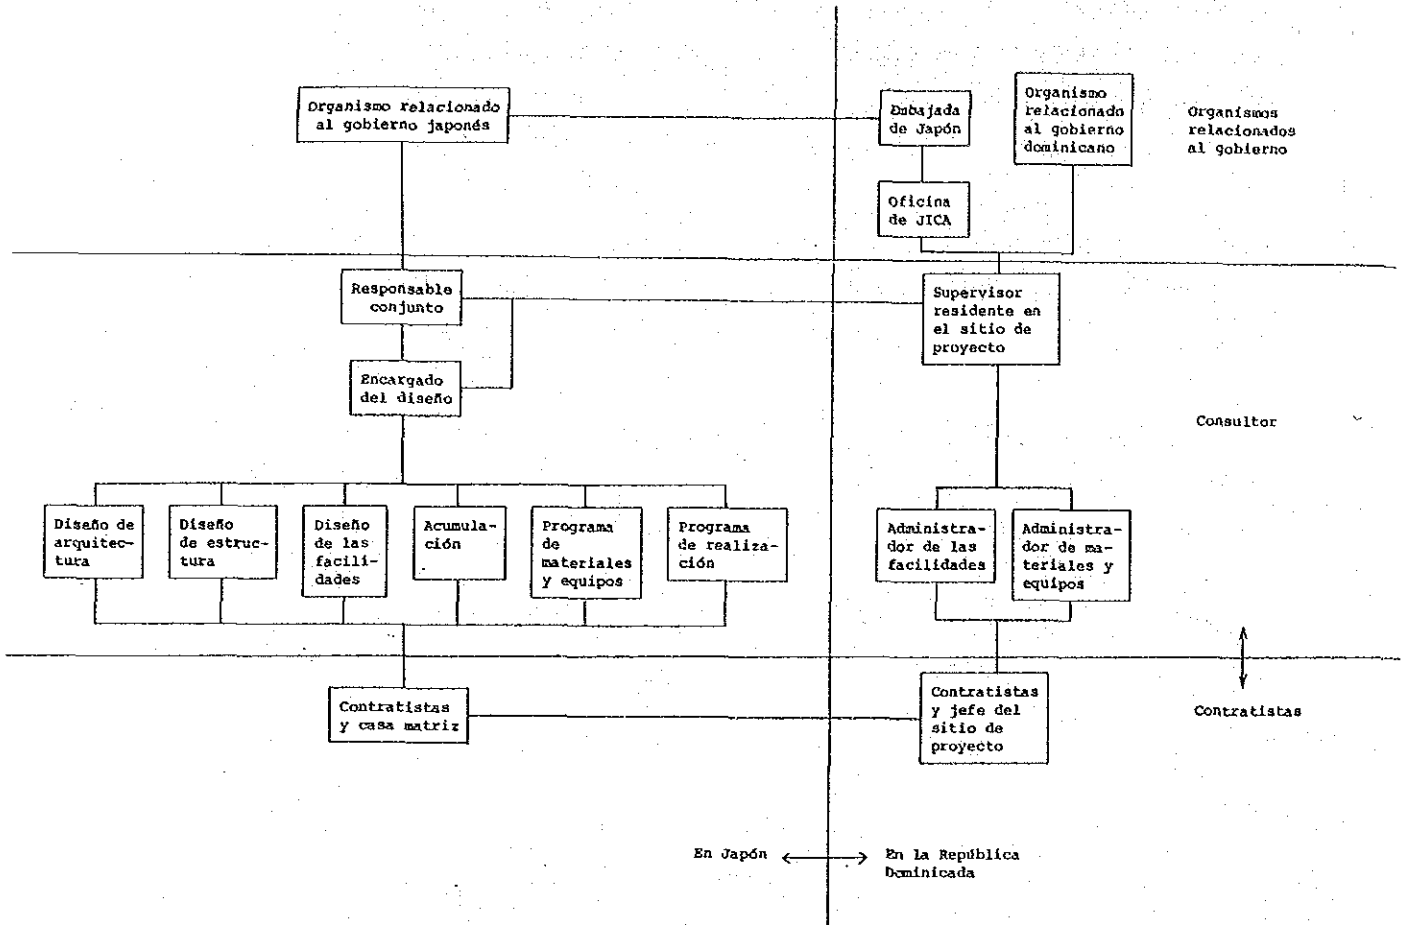 Organismo relacionado
al gobierno japonés
Embajada
de Japón
Organismo
relacionado
al gobierno
dominicano
Organismos
relacionados
al gobierno
Oficina
de JICA
Responsable
conjunto
Supervisor
residente en
el sitio de
proyecto
Encargado
del diseño
Consultor
Diseño de
arquitec-
tura
Diseño
de estruc-
tura
Diseño
de las
facili-
dades
Acumula-
ción
Programa
de
materiales
y equipos
Programa
de realiza-
ción
Administra-
dor de las
facilidades
Administra-
dor de ma-
teriales y
equipos
Contratistas
y casa matriz
Contratistas
y jefe del
sitio de
proyecto
Contratistas
En Japón
En la República
Dominicada